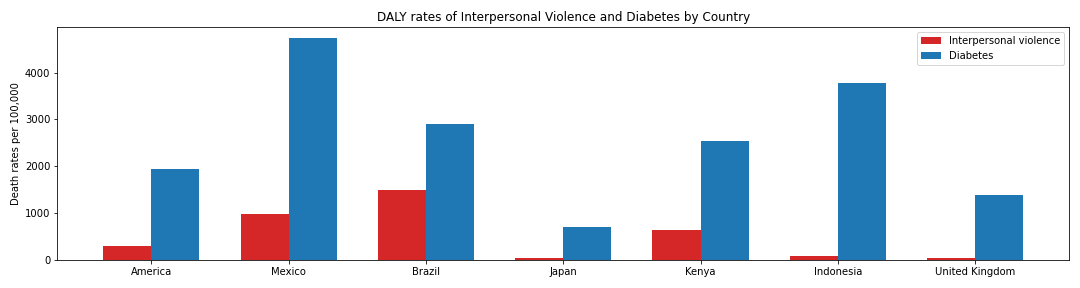 DALY rates of Interpersonal Violence and Diabetes by Country
Interpersonal violence
Diabetes
Death rates per 100,000
4000
3000
2000
1000
0
America Mexico Brazil Japan Kenya Indonesia United Kingdom